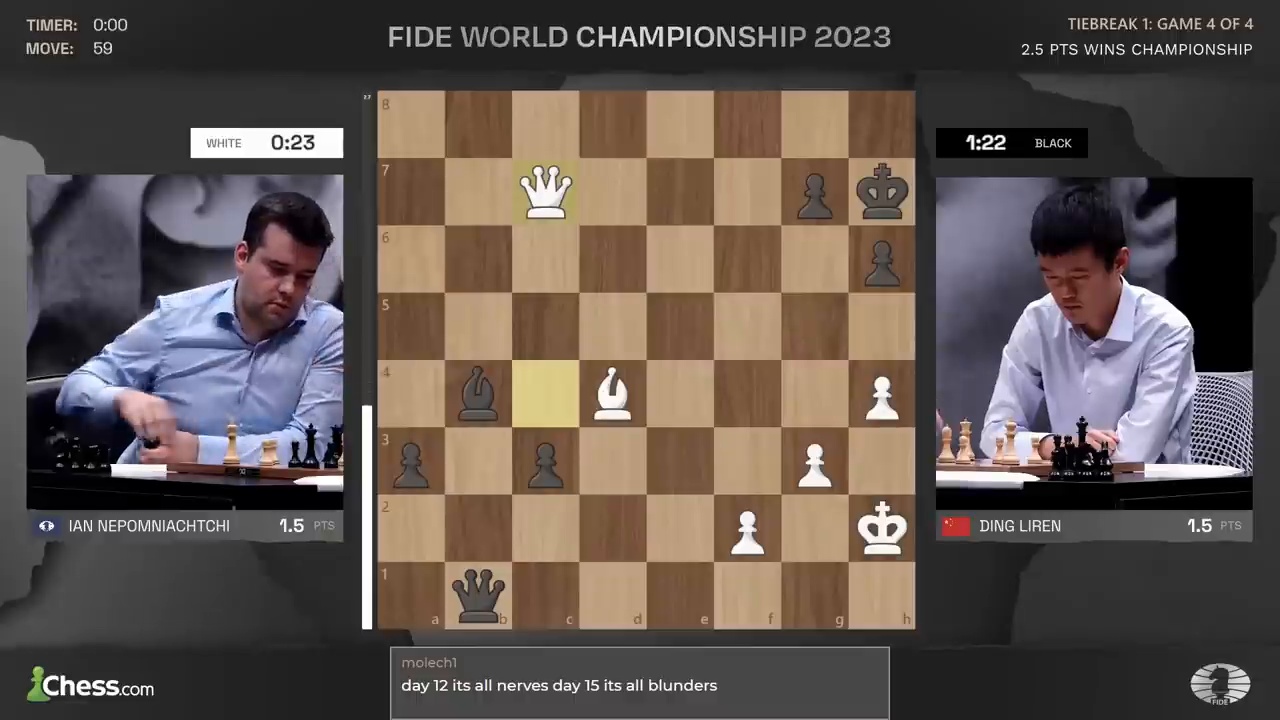 TIMER: 0:00
MOVE: 59
FIDE WORLD CHAMPIONSHIP 2023
TIEBREAK 1: GAME 4 OF 4
2.5 PTS WINS CHAMPIONSHIP
WHITE 0:23
1:22 BLACK
8
7
6
5
4
3
2
1
a b c d e f g h
IAN NEPOMNIACHTCHI 1.5 PTS
DING LIREN 1.5 PTS
molech1
day 12 its all nerves day 15 its all blunders
Chess.com
FIDE